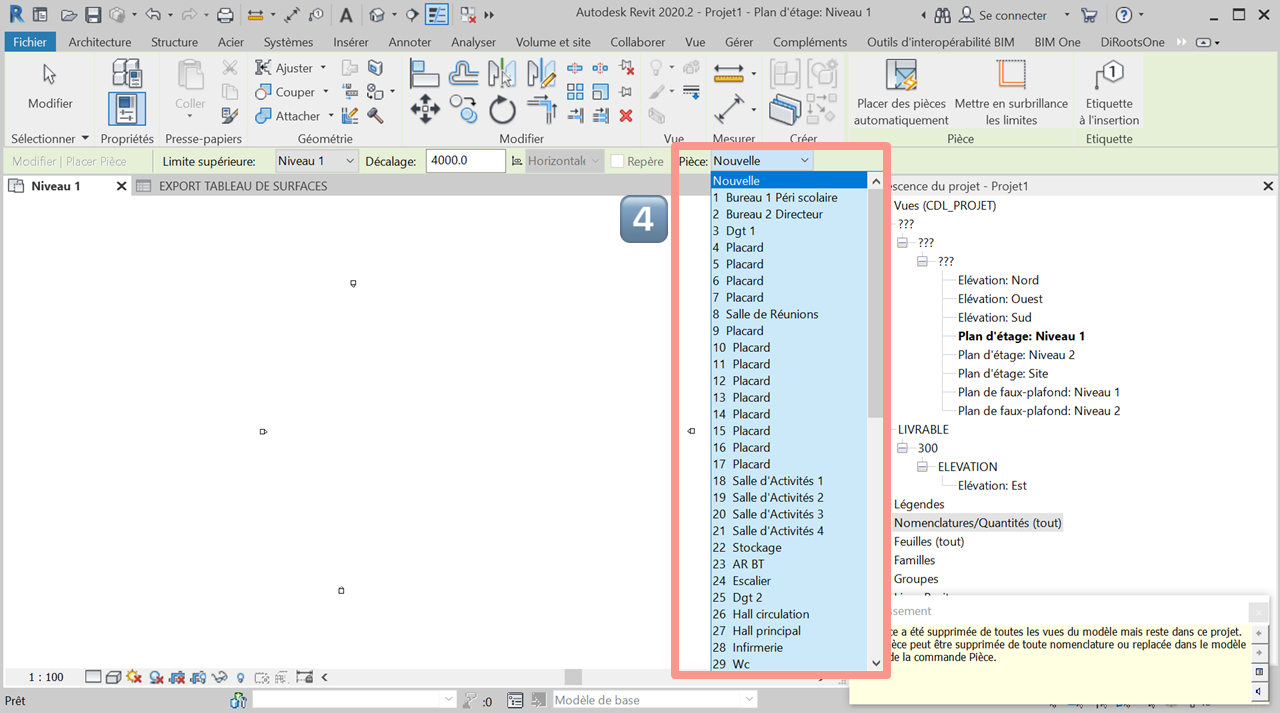 Autodesk Revit 2020.2 - Projet1 - Plan d'étage: Niveau 1
Se connecter
Fichier Architecture Structure Acier Systèmes Insérer Annoter Analyser Volume et site Collaborer Vue Gérer Compléments Outils d'interopérabilité BIM BIM One DiRootsOne
Modifier
Coller
Ajuster
Couper
Attacher
Placer des pièces automatiquement
Mettre en surbrillance les limites
1
Etiquette à l'insertion
Sélectionner Propriétés Presse-papiers Géométrie Modifier Vue Mesurer Créer Pièce Etiquette
Modifier | Placer Pièce Limite supérieure: Niveau 1 Décalage: 4000.0 Horizontale Repère Pièce: Nouvelle
Niveau 1 EXPORT TABLEAU DE SURFACES
4
Nouvelle
1 Bureau 1 Péri scolaire
2 Bureau 2 Directeur
3 Dgt 1
4 Placard
5 Placard
6 Placard
7 Placard
8 Salle de Réunions
9 Placard
10 Placard
11 Placard
12 Placard
13 Placard
14 Placard
15 Placard
16 Placard
17 Placard
18 Salle d'Activités 1
19 Salle d'Activités 2
20 Salle d'Activités 3
21 Salle d'Activités 4
22 Stockage
23 AR BT
24 Escalier
25 Dgt 2
26 Hall circulation
27 Hall principal
28 Infirmerie
29 Wc
escence du projet - Projet1
Vues (CDL_PROJET)
???
???
???
Elévation: Nord
Elévation: Ouest
Elévation: Sud
Plan d'étage: Niveau 1
Plan d'étage: Niveau 2
Plan d'étage: Site
Plan de faux-plafond: Niveau 1
Plan de faux-plafond: Niveau 2
LIVRABLE
300
ELEVATION
Elévation: Est
Légendes
Nomenclatures/Quantités (tout)
Feuilles (tout)
Familles
Groupes
ssement
ce a été supprimée de toutes les vues du modèle mais reste dans ce projet.
ièce peut être supprimée de toute nomenclature ou replacée dans le modèle
de la commande Pièce.
1 : 100
Prêt
:0
Modèle de base